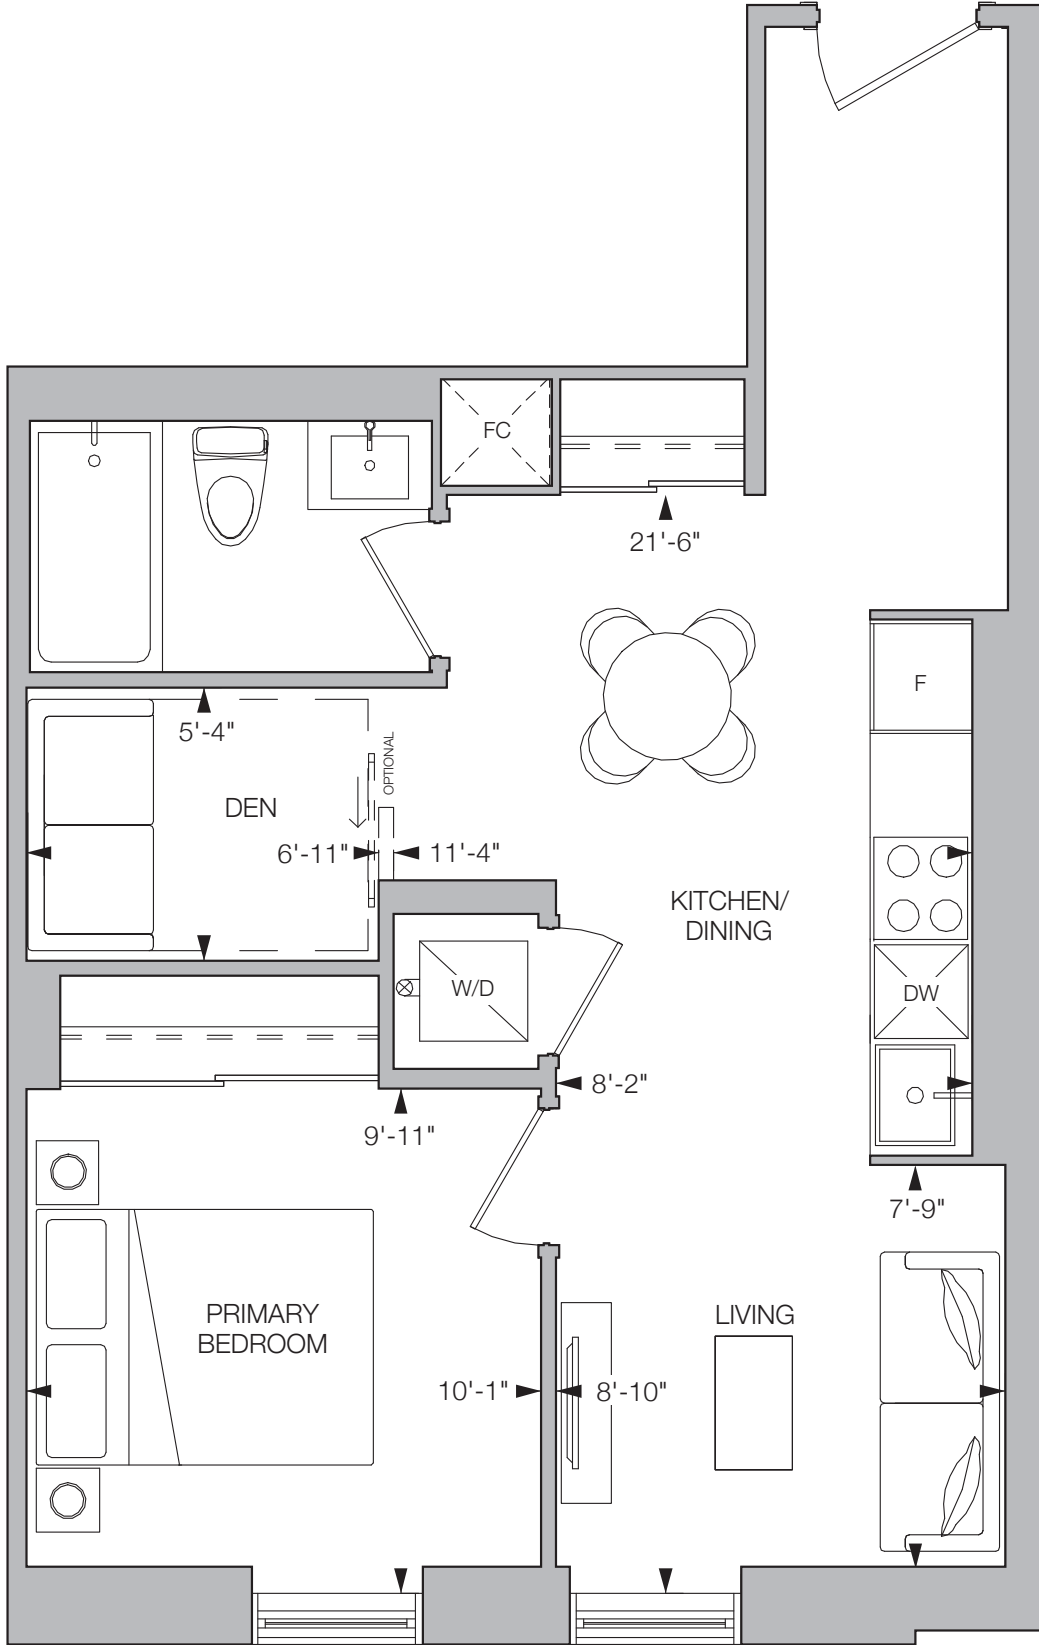 FC
21'-6"
F
5'-4"
OPTIONAL
DEN
6'-11"
11'-4"
KITCHEN/
DINING
W/D
DW
8'-2"
9'-11"
7'-9"
PRIMARY
BEDROOM
LIVING
10'-1"
8'-10"